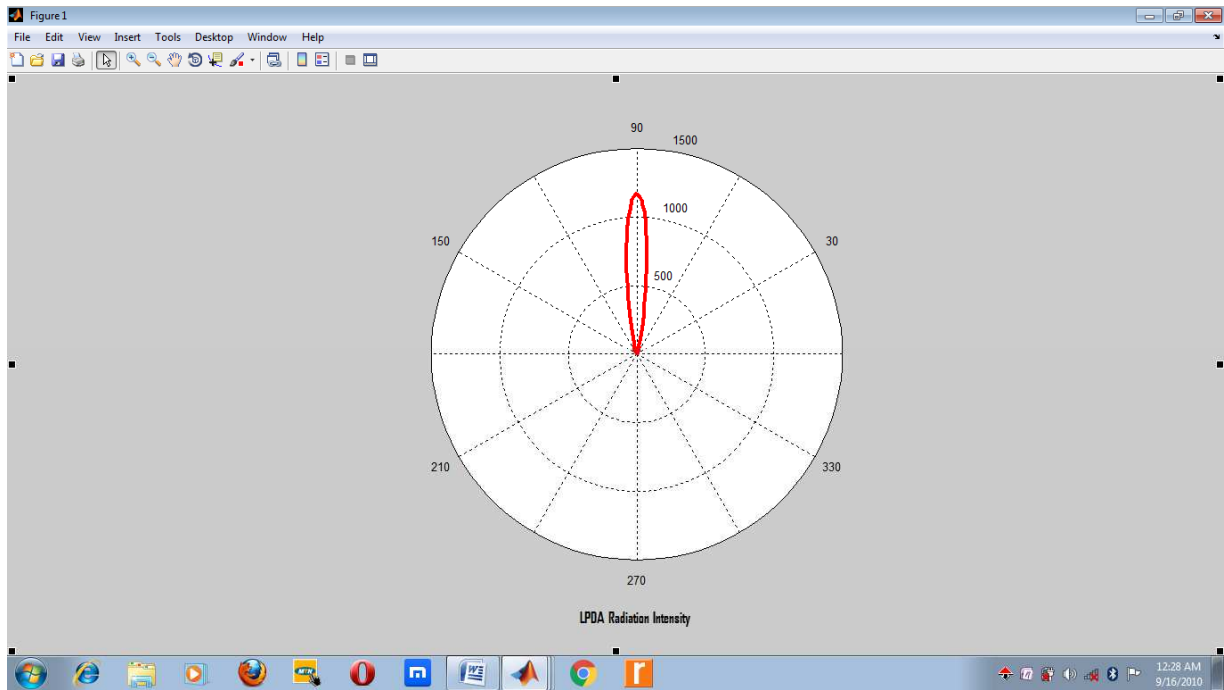 Figure 1
File Edit View Insert Tools Desktop Window Help
90
1500
1000
150
30
500
210
330
270
LPDA Radiation Intensity
MTN
W
m
r
12:28 AM
9/16/2010